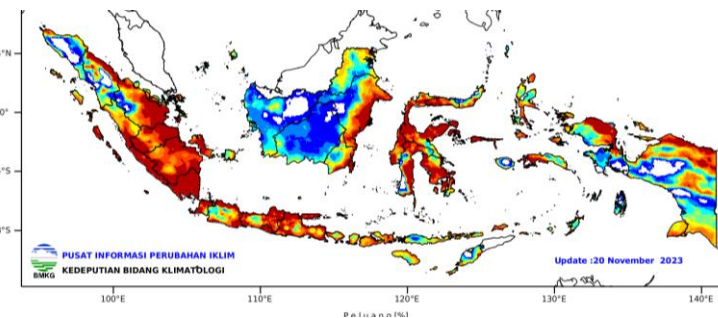 °N
0°
°S
°S
PUSAT INFORMASI PERUBAHAN IKLIM
KEDEPUTIAN BIDANG KLIMATOLOGI
BMKG
Update :20 November 2023
100°E
110°E
120°E
130°E
140°E
Peluang[%]